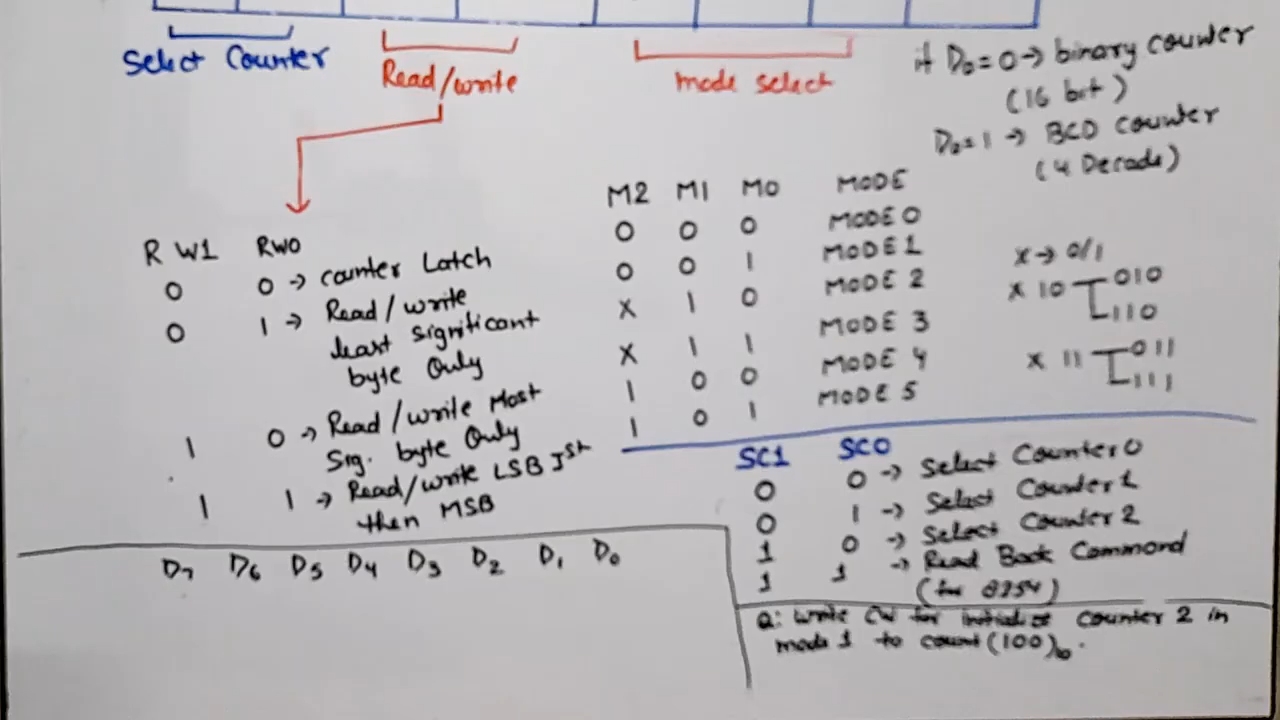 Select Counter
Read/write
mode select
if D0=0→ binary counter
(16 bit)
D0=1 → BCD counter
(4 Decade)
R W1 RW0
0 0 → counter Latch
0 1 → Read/write
least significant
byte Only
1 0 → Read/write Most
Sig. byte Only
1 1 → Read/write LSB Ist
then MSB
M2 M1 M0 MODE
0 0 0 MODE 0
0 0 1 MODE 1
X 1 0 MODE 2
X 1 1 MODE 3
1 0 0 MODE 4
1 0 1 MODE 5
X → 0/1
X 10 010
110
X 11 011
111
SC1 SC0
0 0 → Select Counter 0
0 1 → Select Counter 1
1 0 → Select Counter 2
1 1 → Read Back Command
(for 8254)
D7 D6 D5 D4 D3 D2 D1 D0
Q: write CW for initialize counter 2 in
mode 1 to count (100)